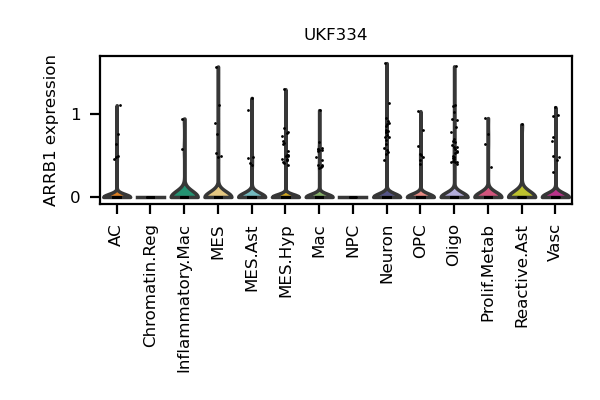 UKF334
ARRB1 expression
1
0
AC
Chromatin.Reg
Inflammatory.Mac
MES
MES.Ast
MES.Hyp
Mac
NPC
Neuron
OPC
Oligo
Prolif.Metab
Reactive.Ast
Vasc